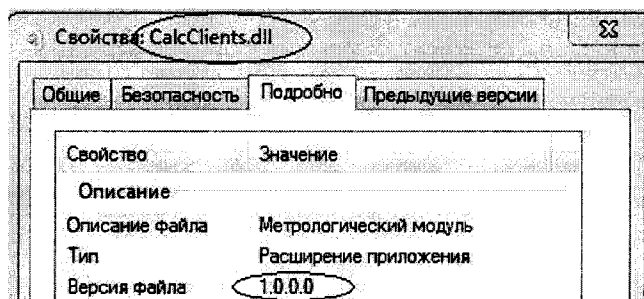 Свойства: CalcClients.dll
Общие Безопасность Подробно Предыдущие версии
Свойство Значение
Описание
Описание файла Метрологический модуль
Тип Расширение приложения
Версия файла 1.0.0.0